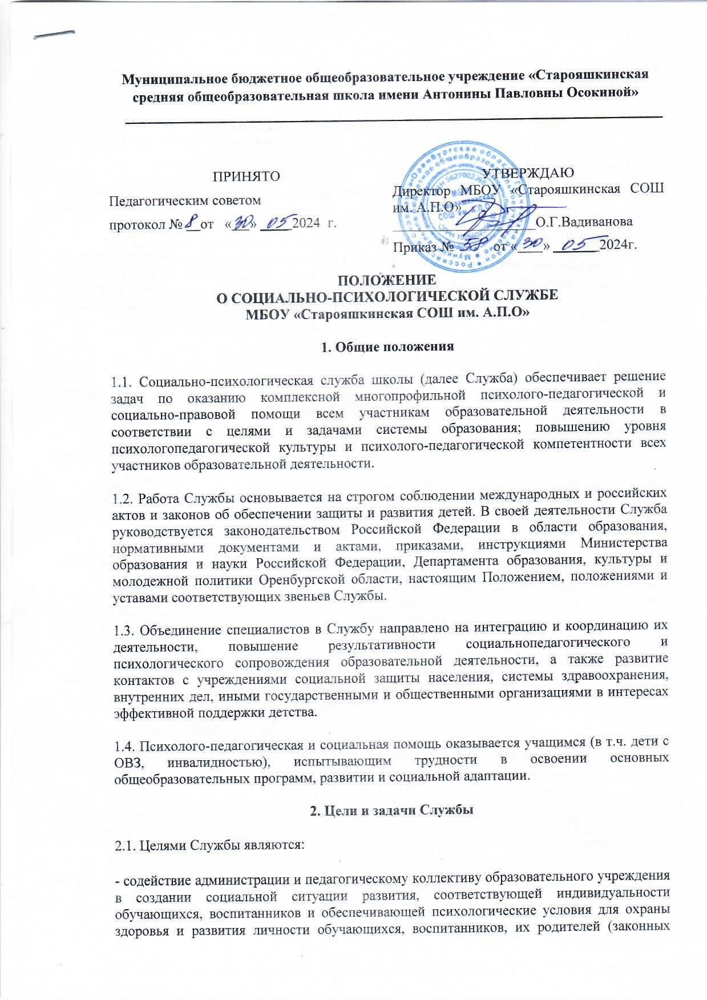 Муниципальное бюджетное общеобразовательное учреждение «Старояшкинская
средняя общеобразовательная школа имени Антонины Павловны Осокиной»
ПРИНЯТО
Педагогическим советом
протокол № 8 от «30» 05 2024 г.
УТВЕРЖДАЮ
Директор МБОУ «Старояшкинская СОШ
им. А.П.О»
О.Г.Вадиванова
Приказ № 58 от «30» 05 2024г.
ПОЛОЖЕНИЕ
О СОЦИАЛЬНО-ПСИХОЛОГИЧЕСКОЙ СЛУЖБЕ
МБОУ «Старояшкинская СОШ им. А.П.О»
1. Общие положения
1.1. Социально-психологическая служба школы (далее Служба) обеспечивает решение
задач по оказанию комплексной многопрофильной психолого-педагогической и
социально-правовой помощи всем участникам образовательной деятельности в
соответствии с целями и задачами системы образования; повышению уровня
психологопедагогической культуры и психолого-педагогической компетентности всех
участников образовательной деятельности.
1.2. Работа Службы основывается на строгом соблюдении международных и российских
актов и законов об обеспечении защиты и развития детей. В своей деятельности Служба
руководствуется законодательством Российской Федерации в области образования,
нормативными документами и актами, приказами, инструкциями Министерства
образования и науки Российской Федерации, Департамента образования, культуры и
молодежной политики Оренбургской области, настоящим Положением, положениями и
уставами соответствующих звеньев Службы.
1.3. Объединение специалистов в Службу направлено на интеграцию и координацию их
деятельности, повышение результативности социальнопедагогического и
психологического сопровождения образовательной деятельности, а также развитие
контактов с учреждениями социальной защиты населения, системы здравоохранения,
внутренних дел, иными государственными и общественными организациями в интересах
эффективной поддержки детства.
1.4. Психолого-педагогическая и социальная помощь оказывается учащимся (в т.ч. дети с
ОВЗ, инвалидностью), испытывающим трудности в освоении основных
общеобразовательных программ, развитии и социальной адаптации.
2. Цели и задачи Службы
2.1. Целями Службы являются:
- содействие администрации и педагогическому коллективу образовательного учреждения
в создании социальной ситуации развития, соответствующей индивидуальности
обучающихся, воспитанников и обеспечивающей психологические условия для охраны
здоровья и развития личности обучающихся, воспитанников, их родителей (законных